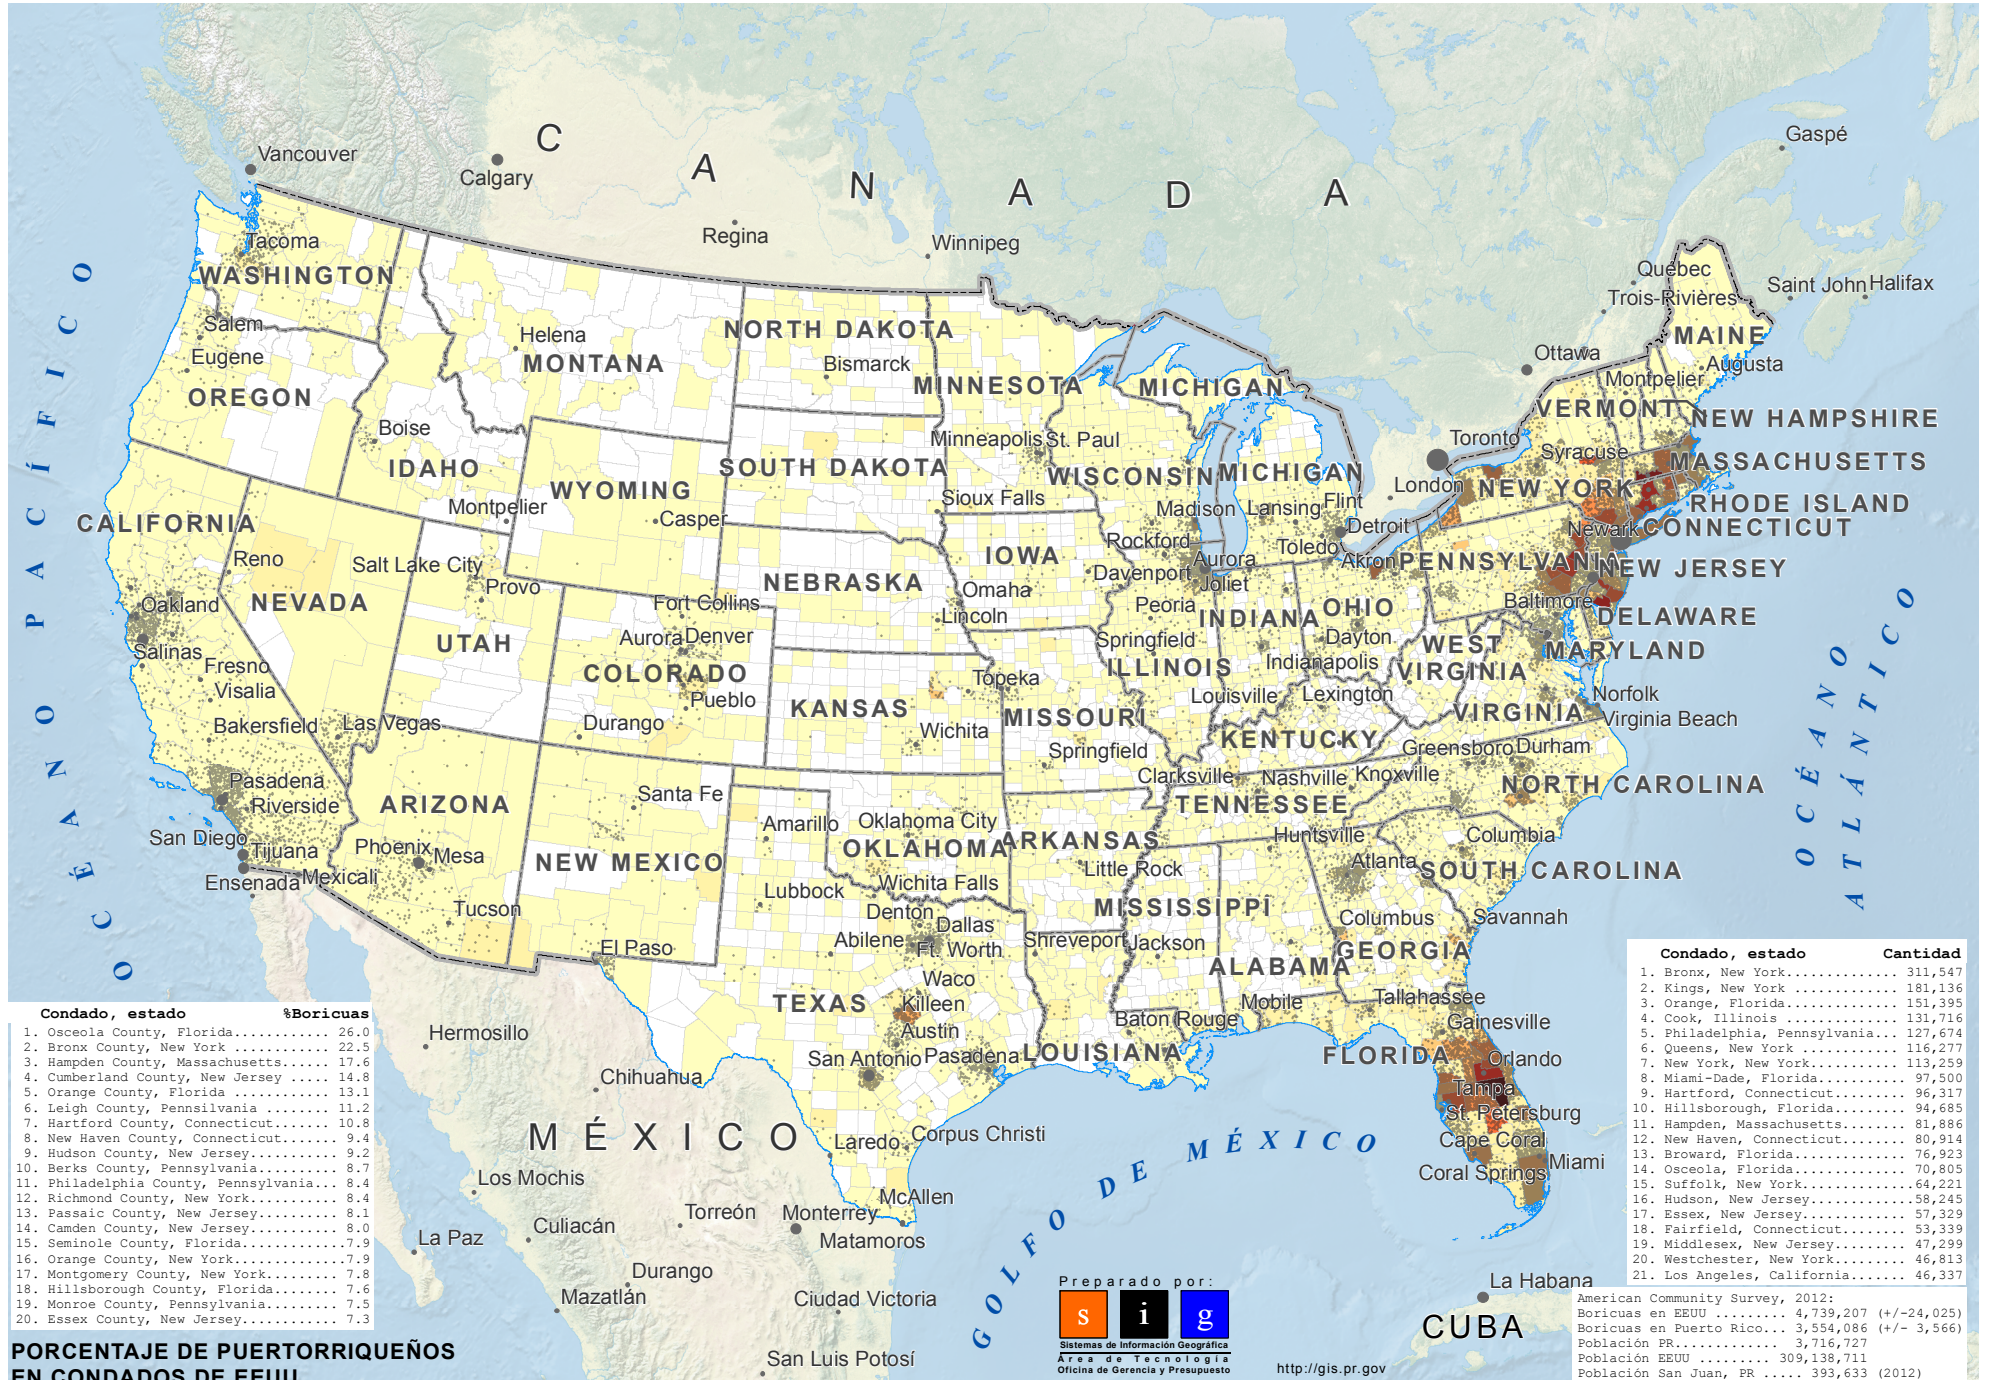 C A N A D A
Vancouver
Calgary
Regina
Winnipeg
Gaspé
Québec
Trois-Rivières
Saint John
Halifax
Ottawa
Toronto
London
OCÉANO PACÍFICO
OCÉANO
ATLÁNTICO
GOLFO DE MÉXICO
Tacoma
WASHINGTON
Salem
Eugene
OREGON
Helena
MONTANA
Boise
IDAHO
NORTH DAKOTA
Bismarck
MINNESOTA
MICHIGAN
MAINE
Augusta
Montpelier
VERMONT
NEW HAMPSHIRE
Minneapolis
St. Paul
SOUTH DAKOTA
WISCONSIN
MICHIGAN
Syracuse
MASSACHUSETTS
WYOMING
Casper
Montpelier
Sioux Falls
Madison
Lansing
Flint
Detroit
NEW YORK
RHODE ISLAND
CONNECTICUT
Newark
CALIFORNIA
Reno
NEVADA
Salt Lake City
Provo
UTAH
NEBRASKA
IOWA
Omaha
Lincoln
Rockford
Davenport
Aurora
Joliet
Toledo
Akron
PENNSYLVANIA
NEW JERSEY
Peoria
INDIANA
OHIO
Baltimore
DELAWARE
Oakland
Salinas
Fresno
Visalia
Fort Collins
Aurora
Denver
COLORADO
Pueblo
Durango
Springfield
ILLINOIS
Dayton
Indianapolis
WEST
VIRGINIA
MARYLAND
Topeka
KANSAS
Wichita
MISSOURI
Springfield
Louisville
Lexington
KENTUCKY
VIRGINIA
Norfolk
Virginia Beach
Bakersfield
Las Vegas
Pasadena
Riverside
San Diego
Tijuana
Ensenada
Mexicali
ARIZONA
Phoenix
Mesa
Tucson
Santa Fe
NEW MEXICO
El Paso
Amarillo
Oklahoma City
OKLAHOMA
Lubbock
Wichita Falls
Clarksville
Nashville
Knoxville
Greensboro
Durham
TENNESSEE
NORTH CAROLINA
ARKANSAS
Little Rock
Huntsville
Columbia
Atlanta
SOUTH CAROLINA
Denton
Dallas
Abilene
Ft. Worth
Waco
Shreveport
Jackson
MISSISSIPPI
ALABAMA
Columbus
GEORGIA
Savannah
TEXAS
Killeen
Austin
San Antonio
Pasadena
LOUISIANA
Baton Rouge
Mobile
Tallahassee
Gainesville
FLORIDA
Orlando
Tampa
St. Petersburg
Cape Coral
Coral Springs
Miami
Laredo
Corpus Christi
McAllen
MÉXICO
Hermosillo
Chihuahua
Los Mochis
Culiacán
Torreón
Monterrey
Matamoros
La Paz
Durango
Mazatlán
Ciudad Victoria
San Luis Potosí
La Habana
CUBA
Condado, estado %Boricuas
1. Osceola County, Florida........... 26.0
2. Bronx County, New York ........... 22.5
3. Hampden County, Massachusetts...... 17.6
4. Cumberland County, New Jersey ..... 14.8
5. Orange County, Florida ........... 13.1
6. Leigh County, Pennsilvania ........ 11.2
7. Hartford County, Connecticut....... 10.8
8. New Haven County, Connecticut....... 9.4
9. Hudson County, New Jersey........... 9.2
10. Berks County, Pennsylvania......... 8.7
11. Philadelphia County, Pennsylvania... 8.4
12. Richmond County, New York.......... 8.4
13. Passaic County, New Jersey......... 8.1
14. Camden County, New Jersey.......... 8.0
15. Seminole County, Florida............7.9
16. Orange County, New York............7.9
17. Montgomery County, New York........ 7.8
18. Hillsborough County, Florida....... 7.6
19. Monroe County, Pennsylvania........ 7.5
20. Essex County, New Jersey........... 7.3
PORCENTAJE DE PUERTORRIQUEÑOS
EN CONDADOS DE EEUU
Preparado por:
s i g
Sistemas de Información Geográfica
Área de Tecnología
Oficina de Gerencia y Presupuesto
http://gis.pr.gov
Condado, estado Cantidad
1. Bronx, New York.............. 311,547
2. Kings, New York ............. 181,136
3. Orange, Florida.............. 151,395
4. Cook, Illinois .............. 131,716
5. Philadelphia, Pennsylvania... 127,674
6. Queens, New York ............ 116,277
7. New York, New York........... 113,259
8. Miami-Dade, Florida.......... 97,500
9. Hartford, Connecticut........ 96,317
10. Hillsborough, Florida........ 94,685
11. Hampden, Massachusetts....... 81,886
12. New Haven, Connecticut....... 80,914
13. Broward, Florida............. 76,923
14. Osceola, Florida............. 70,805
15. Suffolk, New York.............64,221
16. Hudson, New Jersey............58,245
17. Essex, New Jersey............ 57,329
18. Fairfield, Connecticut....... 53,339
19. Middlesex, New Jersey........ 47,299
20. Westchester, New York........ 46,813
21. Los Angeles, California...... 46,337
American Community Survey, 2012:
Boricuas en EEUU ......... 4,739,207 (+/-24,025)
Boricuas en Puerto Rico... 3,554,086 (+/- 3,566)
Población PR............. 3,716,727
Población EEUU ......... 309,138,711
Población San Juan, PR ..... 393,633 (2012)